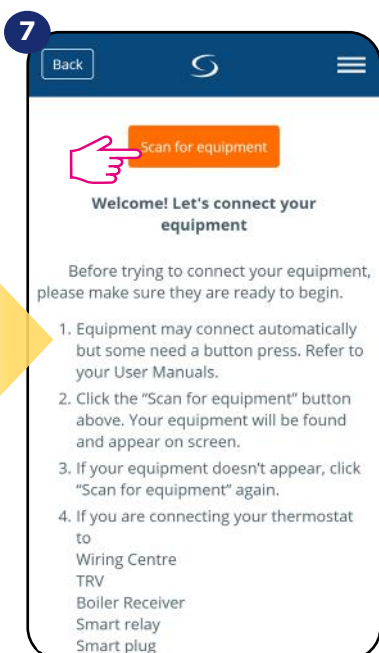 7
Back
Scan for equipment
Welcome! Let's connect your
equipment
Before trying to connect your equipment,
please make sure they are ready to begin.
1. Equipment may connect automatically
but some need a button press. Refer to
your User Manuals.
2. Click the “Scan for equipment” button
above. Your equipment will be found
and appear on screen.
3. If your equipment doesn't appear, click
“Scan for equipment” again.
4. If you are connecting your thermostat
to
Wiring Centre
TRV
Boiler Receiver
Smart relay
Smart plug